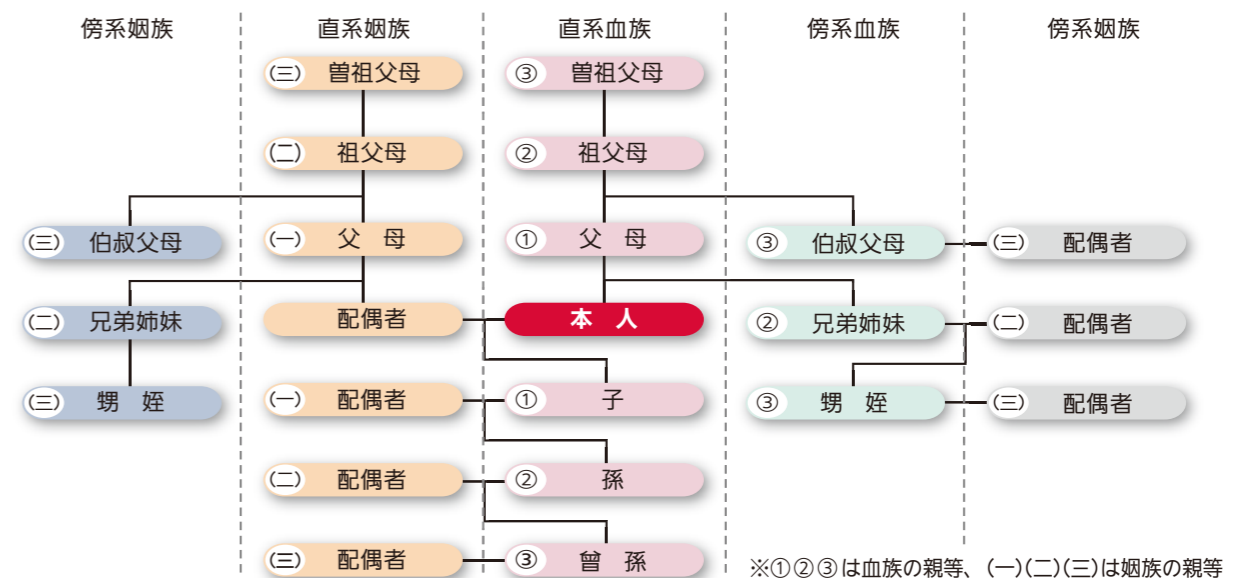 傍系姻族 直系姻族 直系血族 傍系血族 傍系姻族
(三) 曽祖父母 ③ 曽祖父母
(二) 祖父母 ② 祖父母
(三) 伯叔父母 (一) 父　母 ① 父　母 ③ 伯叔父母 (三) 配偶者
(二) 兄弟姉妹 配偶者 本　人 ② 兄弟姉妹 (二) 配偶者
(三) 甥　姪 (一) 配偶者 ① 子 ③ 甥　姪 (三) 配偶者
(二) 配偶者 ② 孫
(三) 配偶者 ③ 曾　孫
※①②③は血族の親等、(一)(二)(三)は姻族の親等